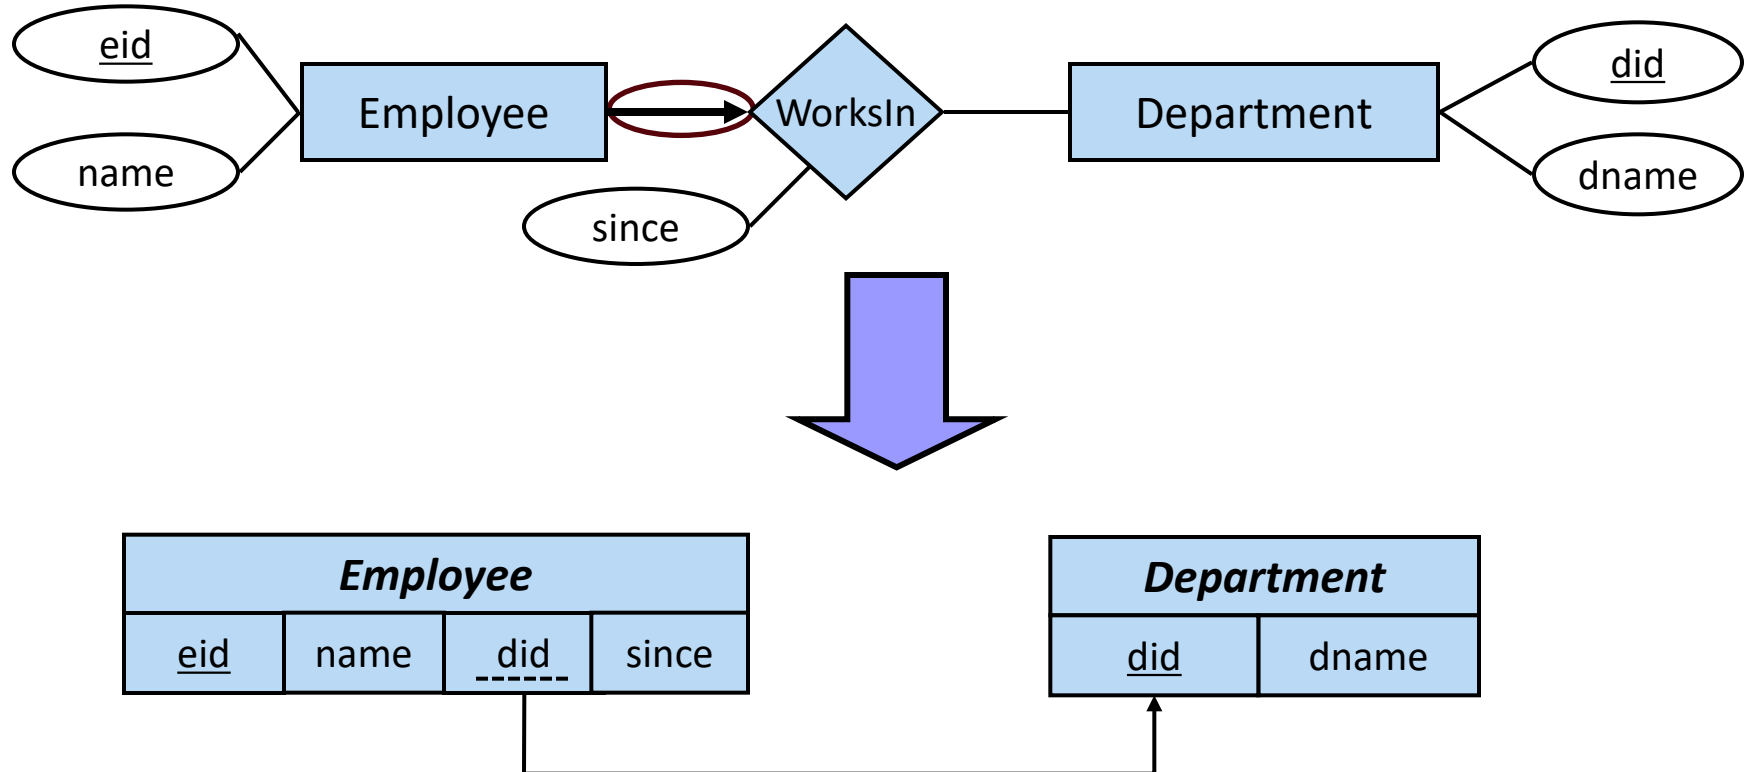 eid
name
Employee
WorksIn
since
Department
did
dname
Employee
eid name did since
Department
did dname